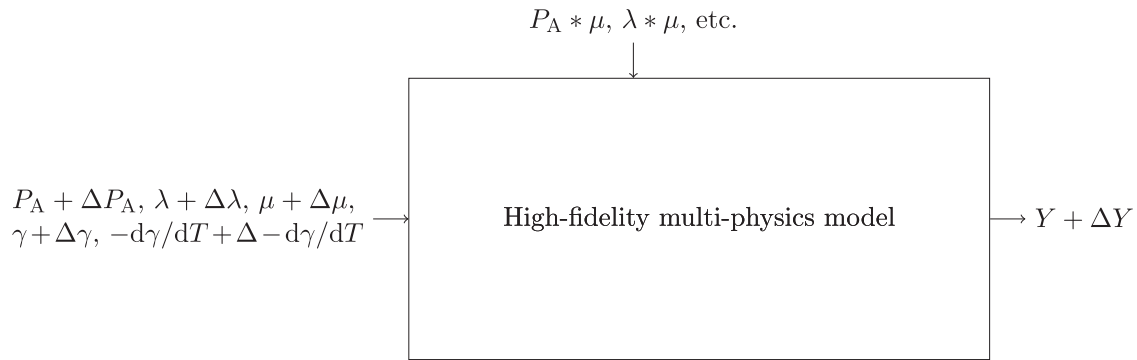 P_A ∗ μ, λ ∗ μ, etc.
P_A + ΔP_A, λ + Δλ, μ + Δμ,
γ + Δγ, −dγ/dT + Δ − dγ/dT
High-fidelity multi-physics model
Y + ΔY